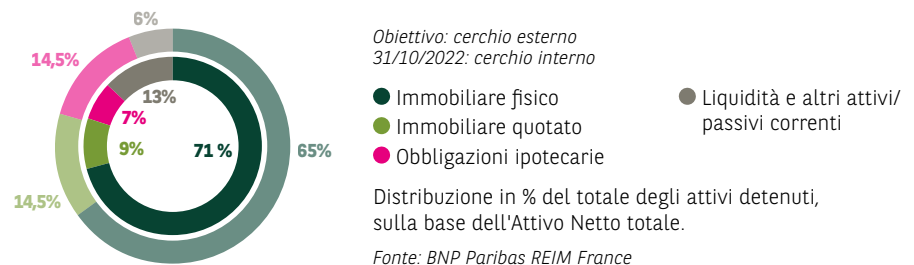 6%
14,5%
13%
7%
9%
71 %
65%
14,5%
Obiettivo: cerchio esterno
31/10/2022: cerchio interno
Immobiliare fisico
Immobiliare quotato
Obbligazioni ipotecarie
Liquidità e altri attivi/
passivi correnti
Distribuzione in % del totale degli attivi detenuti,
sulla base dell'Attivo Netto totale.
Fonte: BNP Paribas REIM France